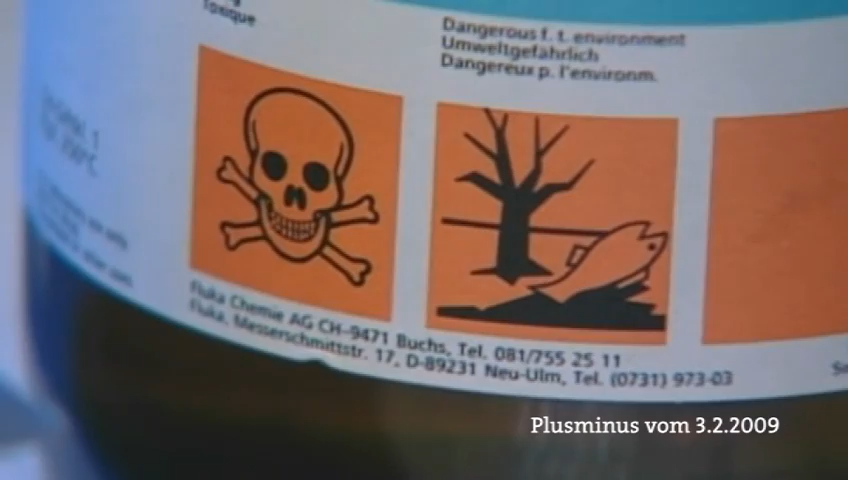 Toxique
Dangerous f. t. environment
Umweltgefährlich
Dangereux p. l'environm.
Fluka Chemie AG CH-9471 Buchs, Tel. 081/755 25 11
Fluka, Messerschmittstr. 17, D-89231 Neu-Ulm, Tel. (0731) 973-03
Plusminus vom 3.2.2009